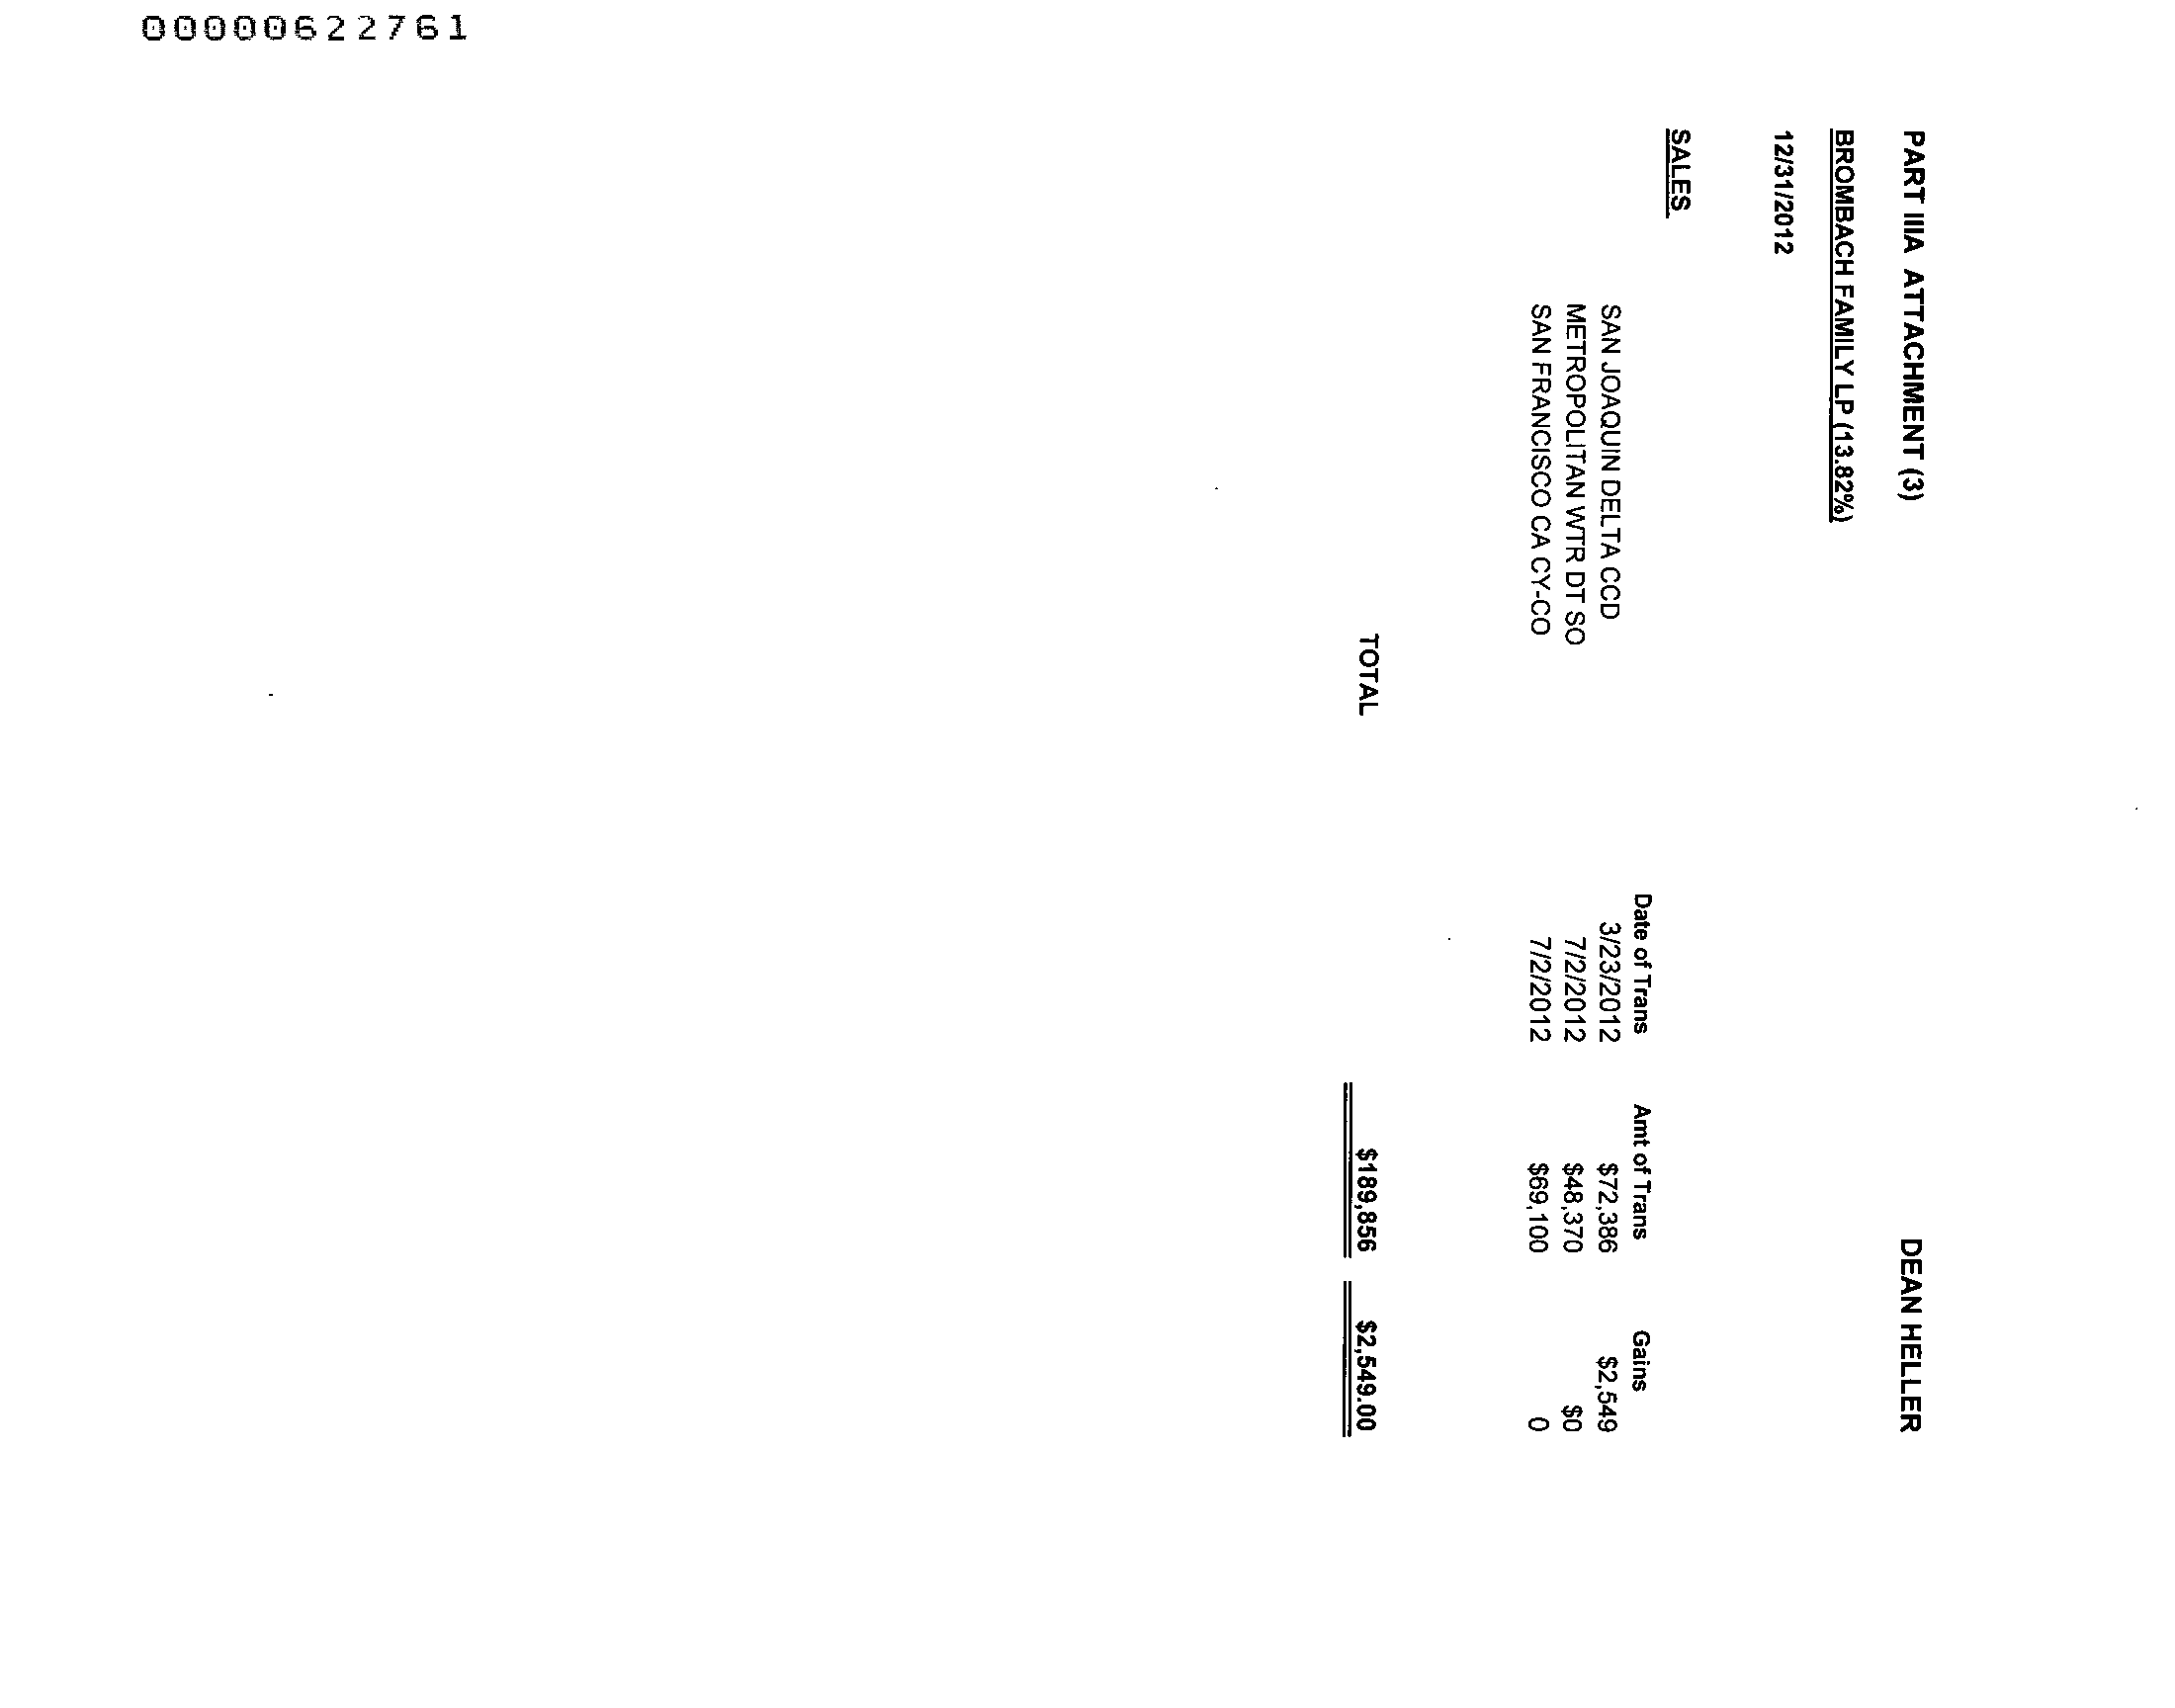 00000622761
PART IIIA ATTACHMENT (3) DEAN HELLER
BROMBACH FAMILY LP (13.82%)
12/31/2012
SALES
Date of Trans Amt of Trans Gains
SAN JOAQUIN DELTA CCD 3/23/2012 $72,386 $2,549
METROPOLITAN WTR DT SO 7/2/2012 $48,370 $0
SAN FRANCISCO CA CY-CO 7/2/2012 $69,100 0
TOTAL $189,856 $2,549.00